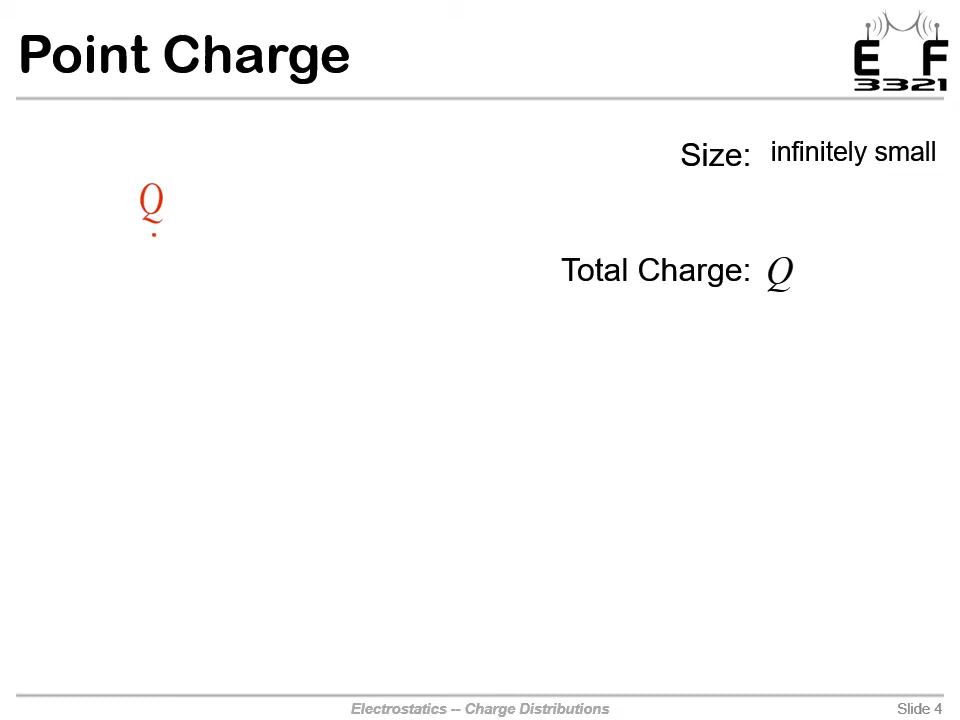 Point Charge
E F
3321
Size: infinitely small
Q
Total Charge: Q
Electrostatics -- Charge Distributions
Slide 4